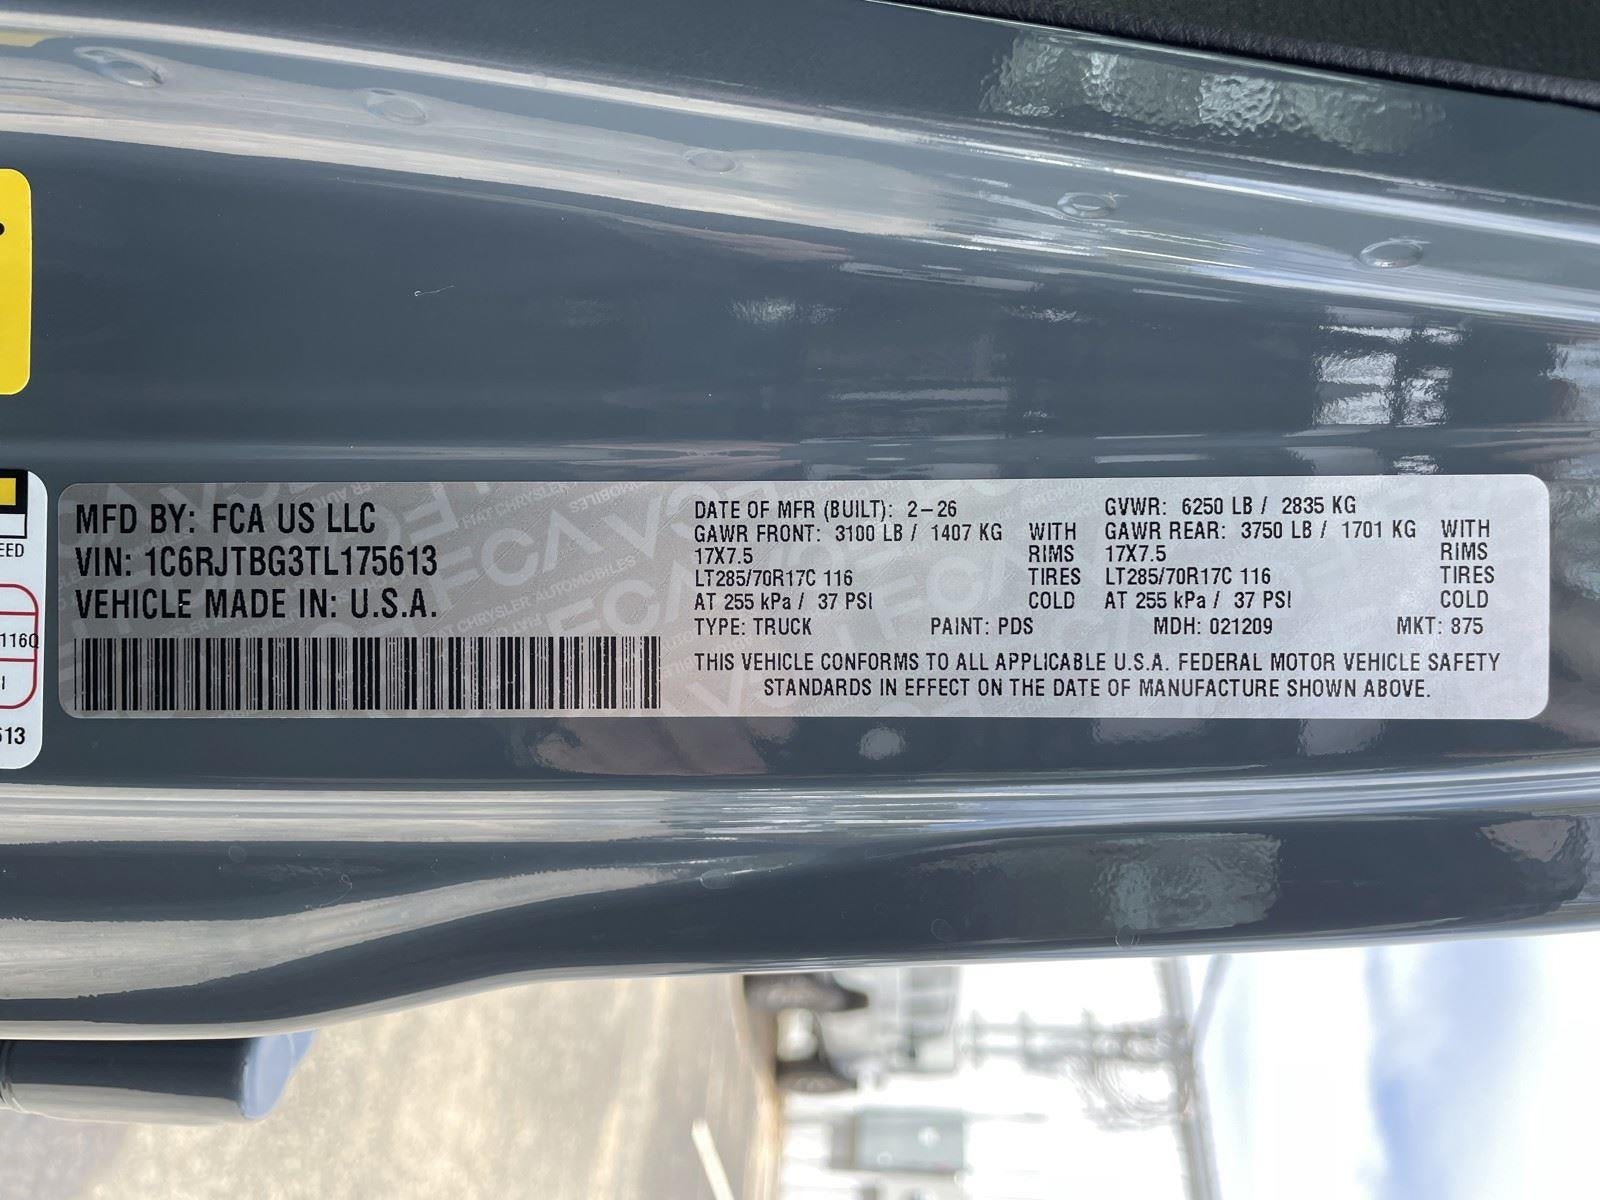 MFD BY: FCA US LLC
VIN: 1C6RJTBG3TL175613
VEHICLE MADE IN: U.S.A.
DATE OF MFR (BUILT): 2-26 GVWR: 6250 LB / 2835 KG
GAWR FRONT: 3100 LB / 1407 KG WITH GAWR REAR: 3750 LB / 1701 KG WITH
17X7.5 RIMS 17X7.5 RIMS
LT285/70R17C 116 TIRES LT285/70R17C 116 TIRES
AT 255 kPa / 37 PSI COLD AT 255 kPa / 37 PSI COLD
TYPE: TRUCK PAINT: PDS MDH: 021209 MKT: 875
THIS VEHICLE CONFORMS TO ALL APPLICABLE U.S.A. FEDERAL MOTOR VEHICLE SAFETY
STANDARDS IN EFFECT ON THE DATE OF MANUFACTURE SHOWN ABOVE.
EED
116Q
I
613